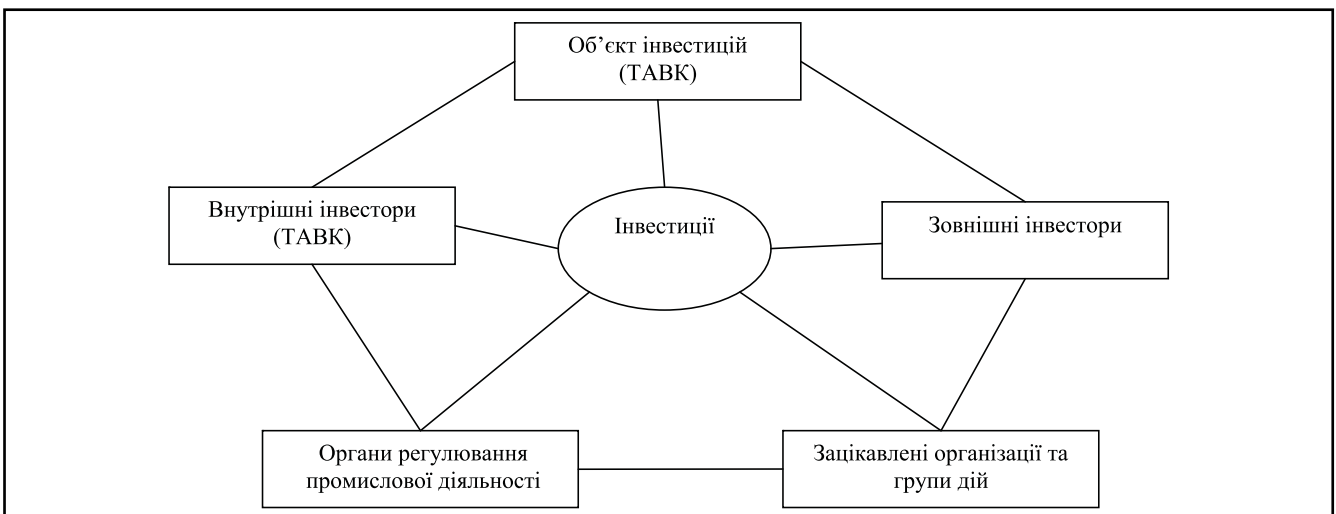 Об’єкт інвестицій
(ТАВК)
Внутрішні інвестори
(ТАВК)
Інвестиції
Зовнішні інвестори
Органи регулювання
промислової діяльності
Зацікавлені організації та
групи дій